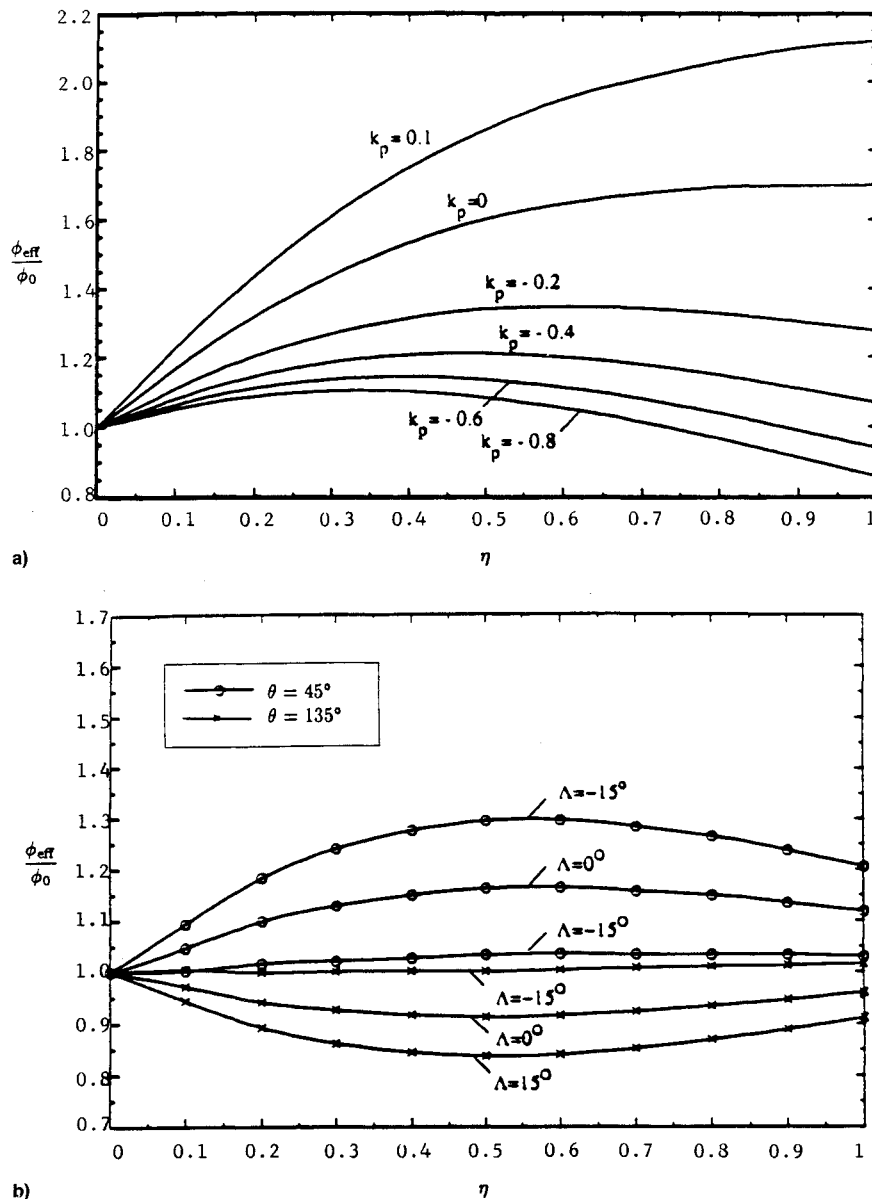 2.2
2.0
1.8
1.6
1.4
1.2
1.0
0.8
ϕeff
ϕ0
k_p = 0.1
k_p = 0
k_p = - 0.2
k_p = - 0.4
k_p = - 0.6
k_p = - 0.8
0 0.1 0.2 0.3 0.4 0.5 0.6 0.7 0.8 0.9 1
η
a)
1.7
1.6
1.5
1.4
1.3
1.2
1.1
1.0
0.9
0.8
0.7
ϕeff
ϕ0
θ = 45°
θ = 135°
Λ=-15°
Λ=0°
Λ=-15°
Λ=-15°
Λ=0°
Λ=15°
0 0.1 0.2 0.3 0.4 0.5 0.6 0.7 0.8 0.9 1
η
b)